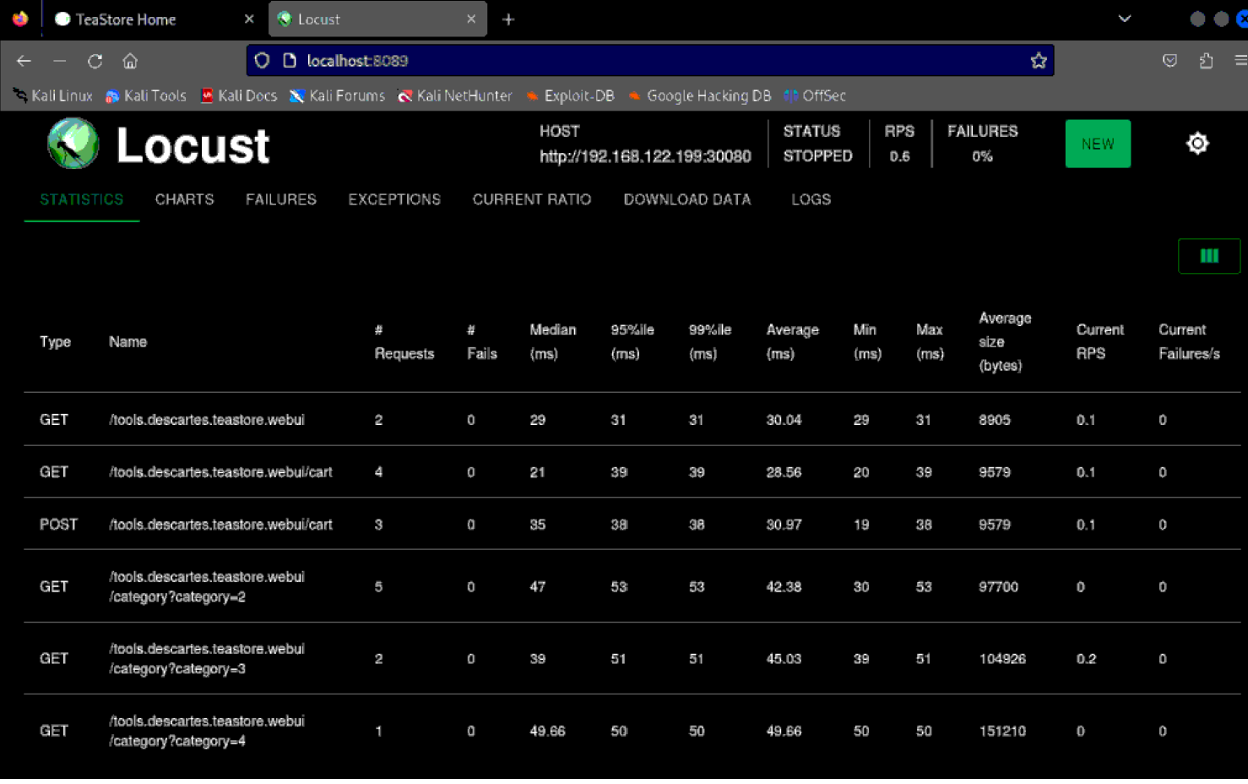 TeaStore Home
Locust
localhost:8089
Kali Linux Kali Tools Kali Docs Kali Forums Kali NetHunter Exploit-DB Google Hacking DB OffSec
Locust
HOST
http://192.168.122.199:30080
STATUS
STOPPED
RPS
0.6
FAILURES
0%
NEW
STATISTICS CHARTS FAILURES EXCEPTIONS CURRENT RATIO DOWNLOAD DATA LOGS
Type Name # Requests # Fails Median (ms) 95%ile (ms) 99%ile (ms) Average (ms) Min (ms) Max (ms) Average size (bytes) Current RPS Current Failures/s
GET /tools.descartes.teastore.webui 2 0 29 31 31 30.04 29 31 8905 0.1 0
GET /tools.descartes.teastore.webui/cart 4 0 21 39 39 28.56 20 39 9579 0.1 0
POST /tools.descartes.teastore.webui/cart 3 0 35 38 38 30.97 19 38 9579 0.1 0
GET /tools.descartes.teastore.webui
/category?category=2 5 0 47 53 53 42.38 30 53 97700 0 0
GET /tools.descartes.teastore.webui
/category?category=3 2 0 39 51 51 45.03 39 51 104926 0.2 0
GET /tools.descartes.teastore.webui
/category?category=4 1 0 49.66 50 50 49.66 50 50 151210 0 0